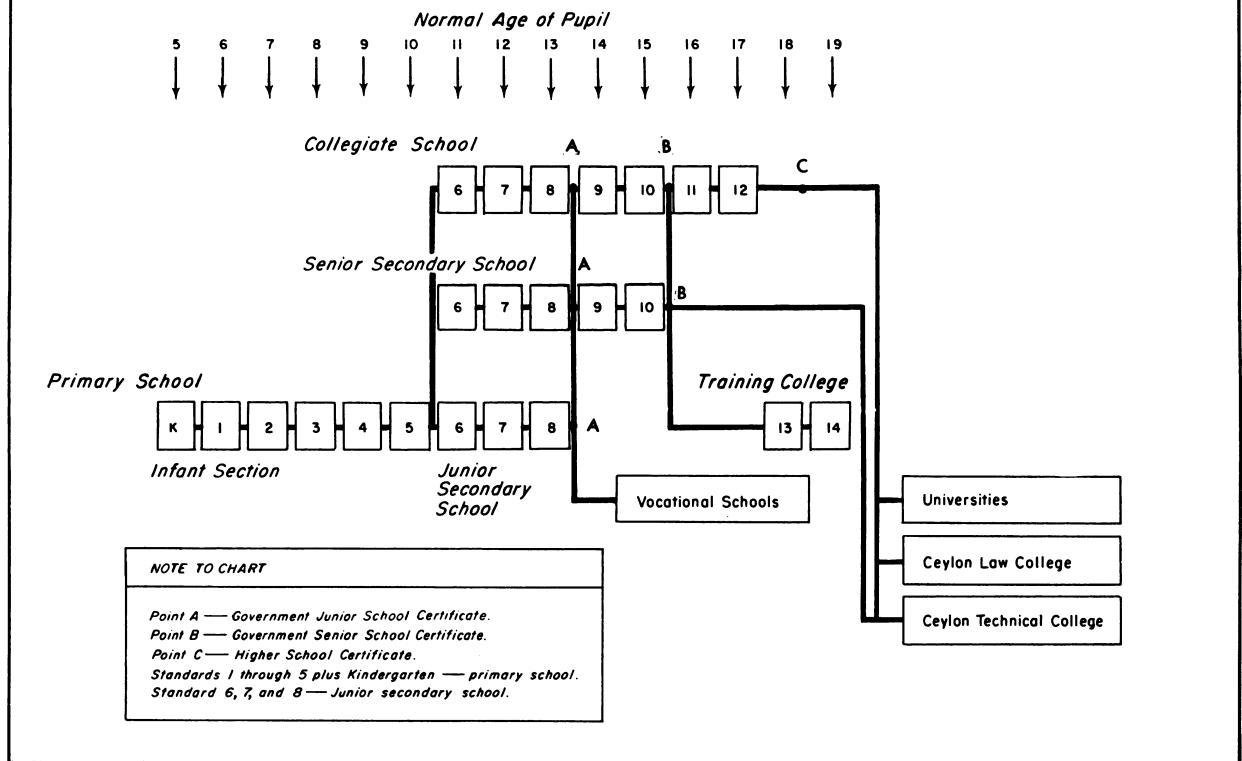 Normal Age of Pupil
5 6 7 8 9 10 11 12 13 14 15 16 17 18 19
Collegiate School A B C
6 7 8 9 10 11 12
Senior Secondary School A
6 7 8 9 10 B
Primary School Training College
K 1 2 3 4 5 6 7 8 A 13 14
Infant Section
Junior
Secondary
School
Vocational Schools
Universities
Ceylon Law College
Ceylon Technical College
NOTE TO CHART
Point A — Government Junior School Certificate.
Point B — Government Senior School Certificate.
Point C — Higher School Certificate.
Standards 1 through 5 plus Kindergarten — primary school.
Standard 6, 7, and 8 — Junior secondary school.